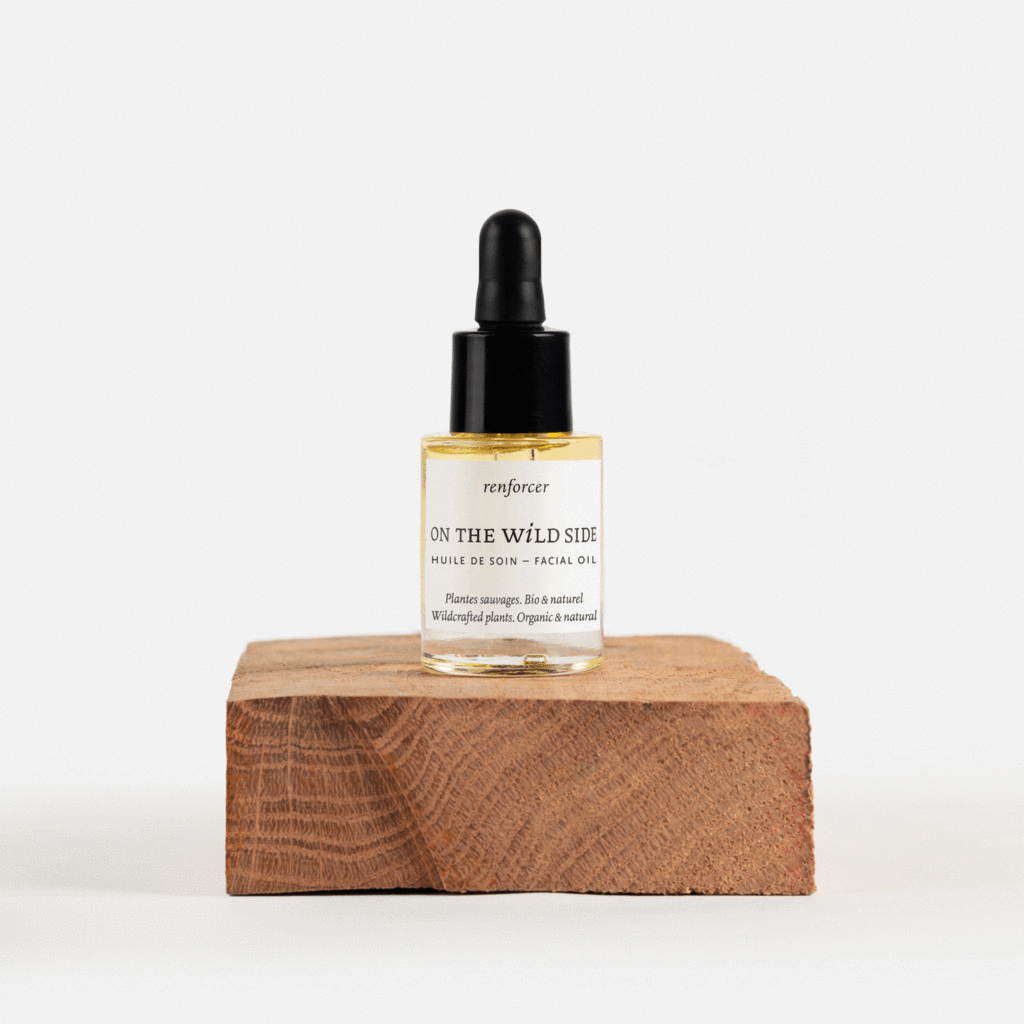 renforcer
ON THE WiLD SIDE
HUILE DE SOIN – FACIAL OIL
Plantes sauvages. Bio & naturel
Wildcrafted plants. Organic & natural